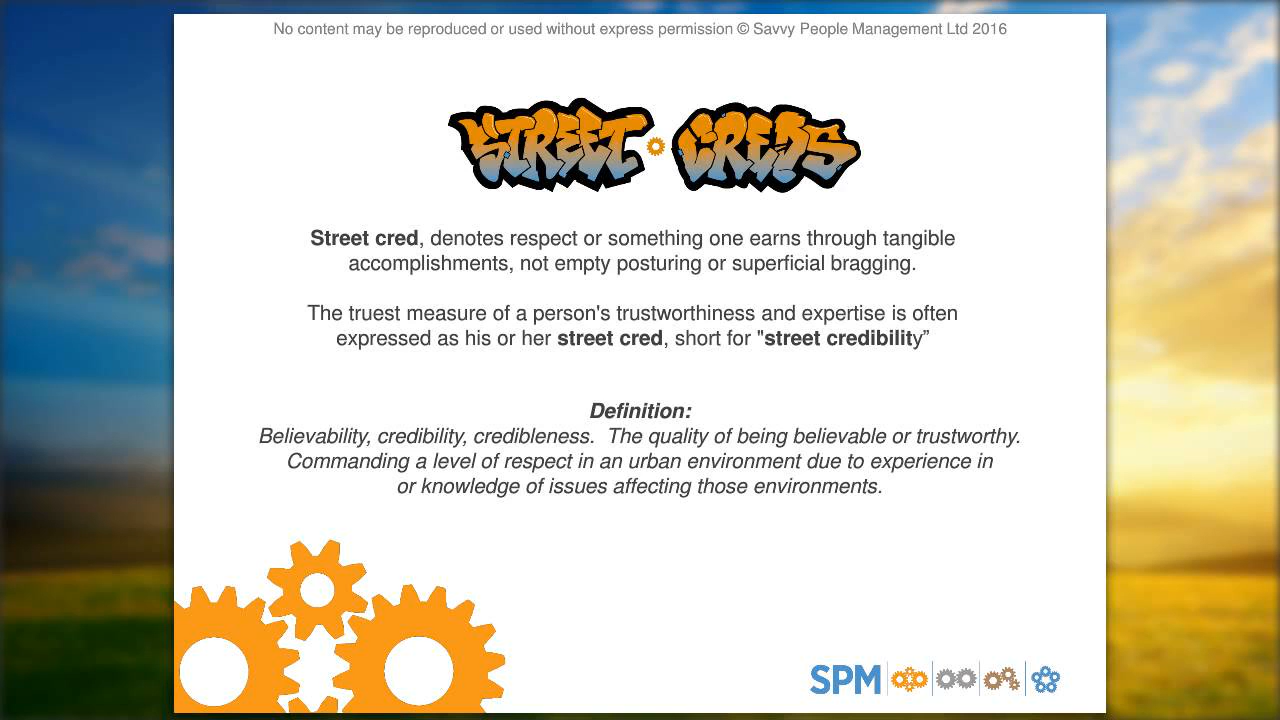 No content may be reproduced or used without express permission © Savvy People Management Ltd 2016
STREET CREDS
Street cred, denotes respect or something one earns through tangible
accomplishments, not empty posturing or superficial bragging.
The truest measure of a person's trustworthiness and expertise is often
expressed as his or her street cred, short for "street credibility”
Definition:
Believability, credibility, credibleness.  The quality of being believable or trustworthy.
Commanding a level of respect in an urban environment due to experience in
or knowledge of issues affecting those environments.
SPM